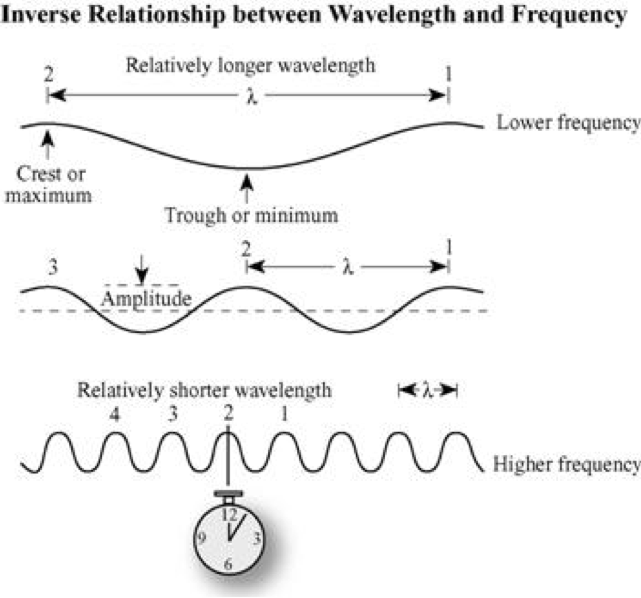 Inverse Relationship between Wavelength and Frequency
Relatively longer wavelength
2 1
λ
Lower frequency
Crest or
maximum
Trough or minimum
3 2 1
λ
Amplitude
Relatively shorter wavelength
λ
4 3 2 1
Higher frequency
12
9 3
6